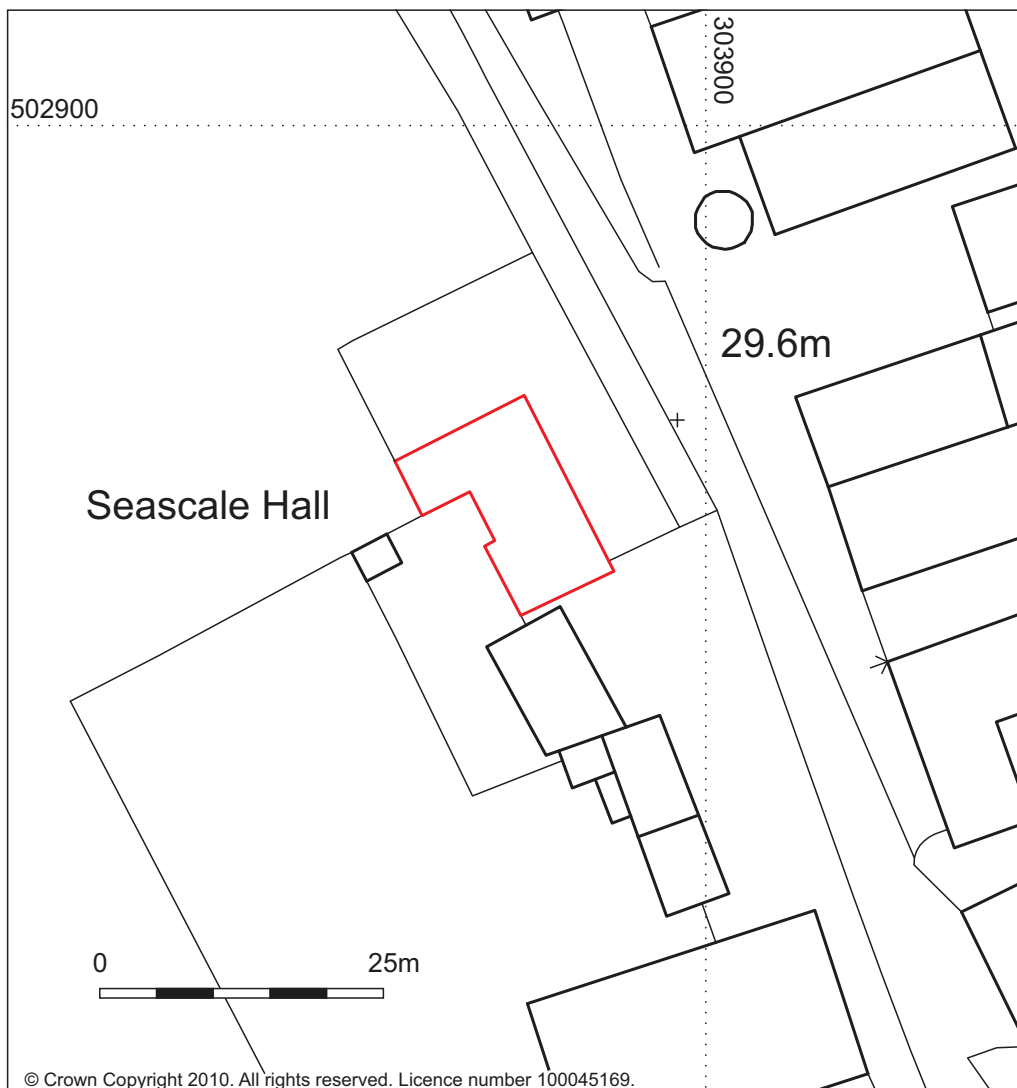 303900
502900
29.6m
Seascale Hall
0 25m
© Crown Copyright 2010. All rights reserved. Licence number 100045169.